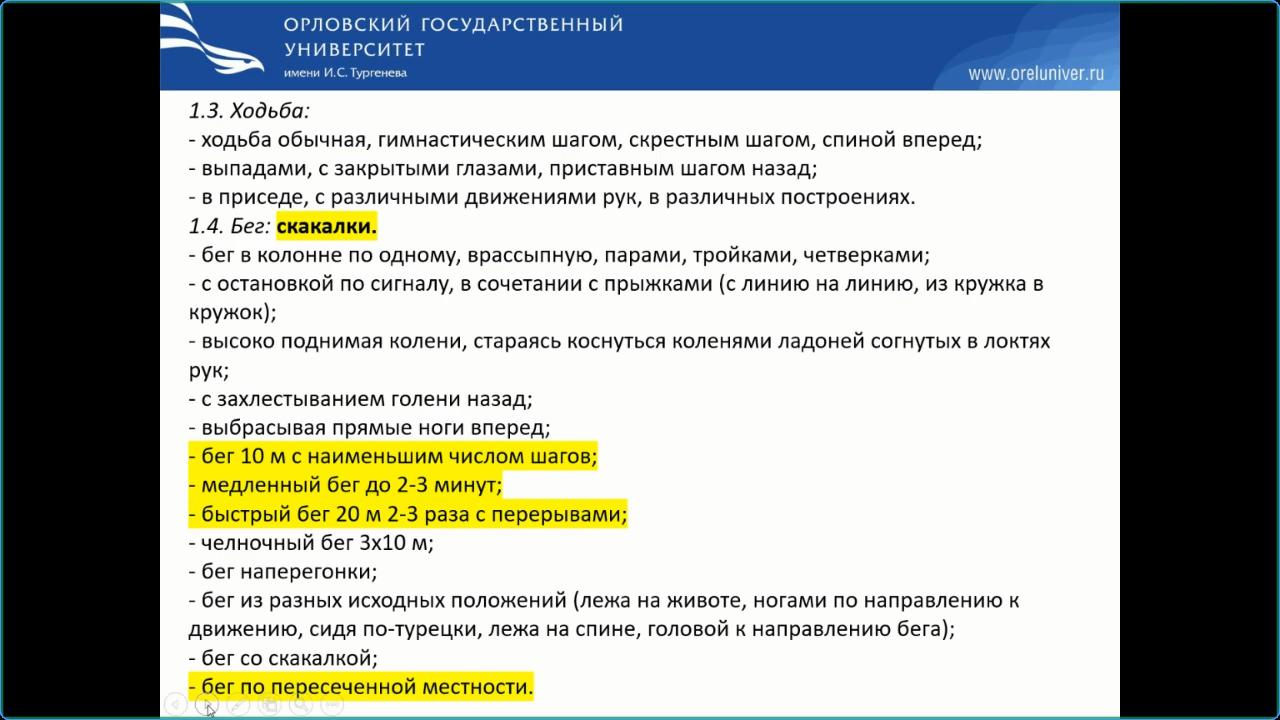 ОРЛОВСКИЙ ГОСУДАРСТВЕННЫЙ
УНИВЕРСИТЕТ
имени И.С. Тургенева
www.oreluniver.ru
1.3. Ходьба:
- ходьба обычная, гимнастическим шагом, скрестным шагом, спиной вперед;
- выпадами, с закрытыми глазами, приставным шагом назад;
- в приседе, с различными движениями рук, в различных построениях.
1.4. Бег: скакалки.
- бег в колонне по одному, врассыпную, парами, тройками, четверками;
- с остановкой по сигналу, в сочетании с прыжками (с линию на линию, из кружка в
кружок);
- высоко поднимая колени, стараясь коснуться коленями ладоней согнутых в локтях
рук;
- с захлестыванием голени назад;
- выбрасывая прямые ноги вперед;
- бег 10 м с наименьшим числом шагов;
- медленный бег до 2-3 минут;
- быстрый бег 20 м 2-3 раза с перерывами;
- челночный бег 3х10 м;
- бег наперегонки;
- бег из разных исходных положений (лежа на животе, ногами по направлению к
движению, сидя по-турецки, лежа на спине, головой к направлению бега);
- бег со скакалкой;
- бег по пересеченной местности.